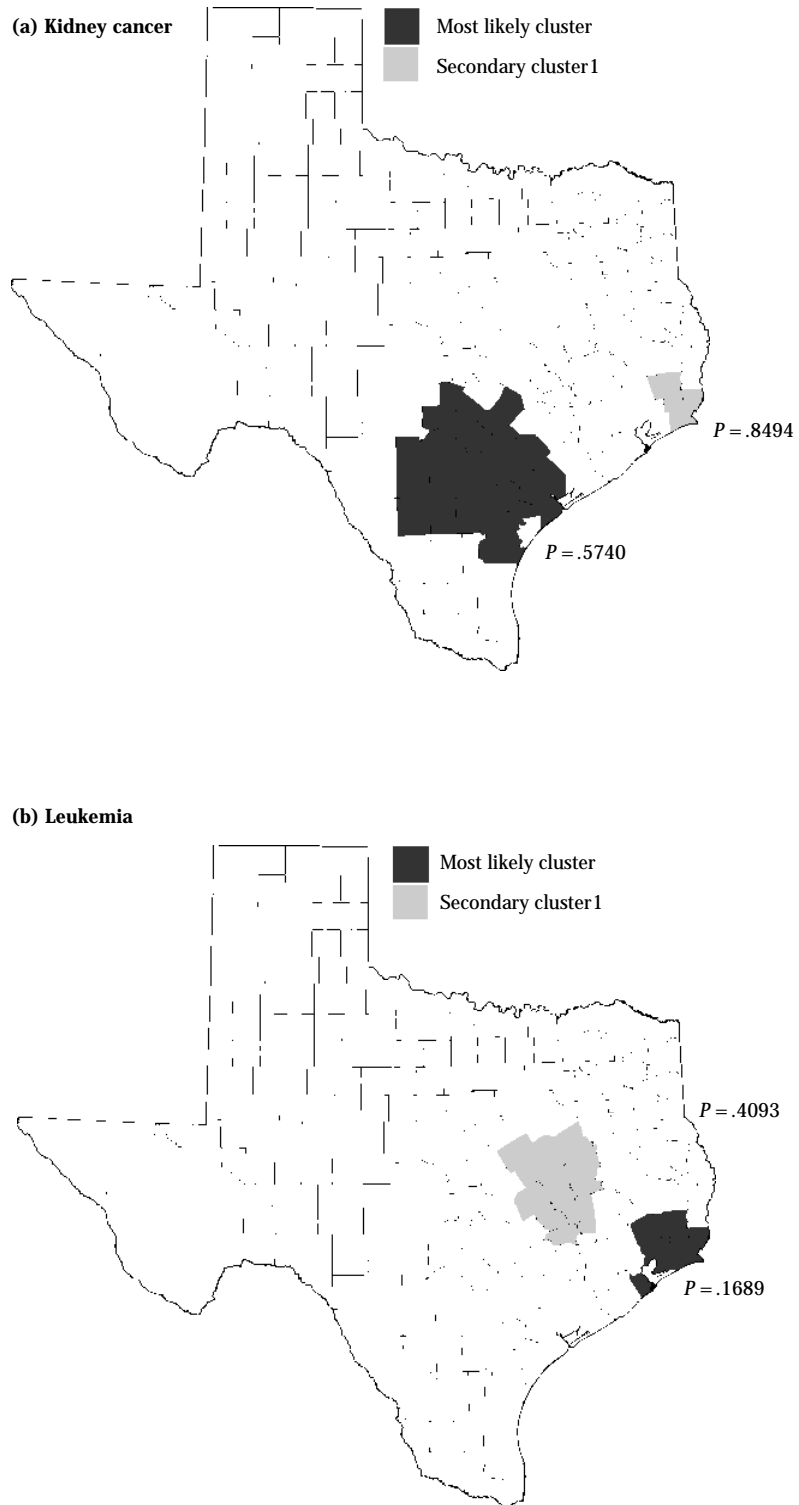 (a) Kidney cancer
Most likely cluster
Secondary cluster1
P = .8494
P = .5740
(b) Leukemia
Most likely cluster
Secondary cluster1
P = .4093
P = .1689